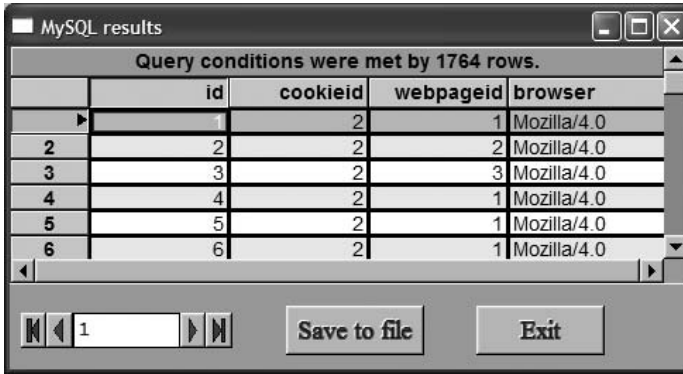 MySQL results
Query conditions were met by 1764 rows.
id cookieid webpageid browser
1 2 1 Mozilla/4.0
2 2 2 2 Mozilla/4.0
3 3 2 3 Mozilla/4.0
4 4 2 1 Mozilla/4.0
5 5 2 1 Mozilla/4.0
6 6 2 1 Mozilla/4.0
1 Save to file Exit